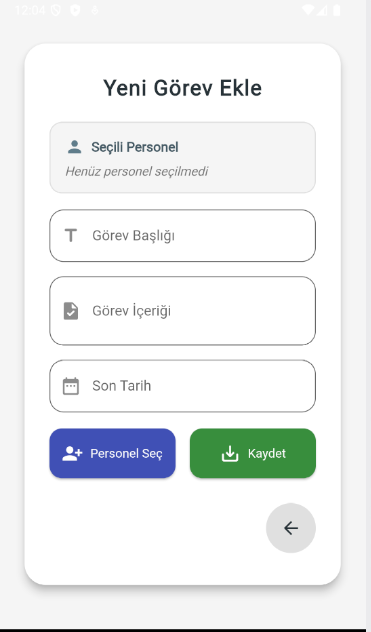 12:04
Yeni Görev Ekle
Seçili Personel
Henüz personel seçilmedi
Görev Başlığı
Görev İçeriği
Son Tarih
Personel Seç
Kaydet